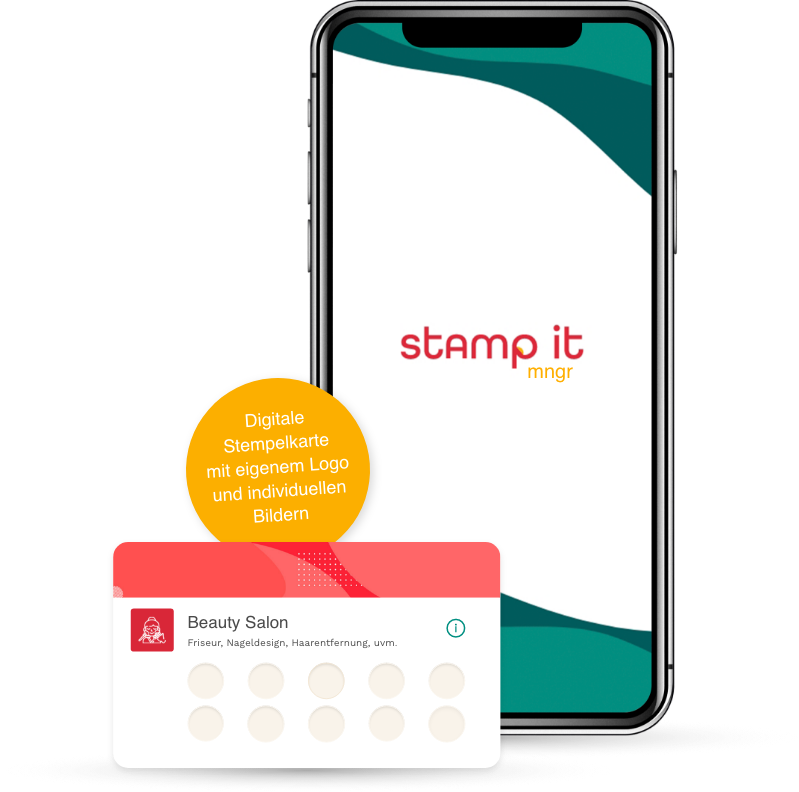 stamp it
mngr
Digitale
Stempelkarte
mit eigenem Logo
und individuellen
Bildern
Beauty Salon
Friseur, Nageldesign, Haarentfernung, uvm.
i